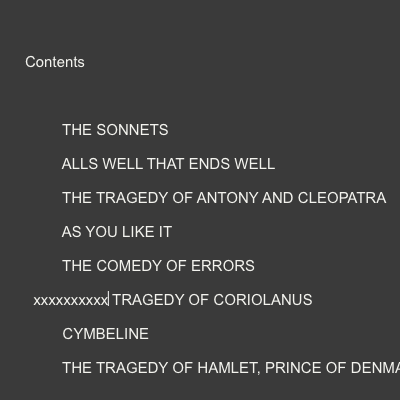 Contents
THE SONNETS
ALLS WELL THAT ENDS WELL
THE TRAGEDY OF ANTONY AND CLEOPATRA
AS YOU LIKE IT
THE COMEDY OF ERRORS
xxxxxxxxxx TRAGEDY OF CORIOLANUS
CYMBELINE
THE TRAGEDY OF HAMLET, PRINCE OF